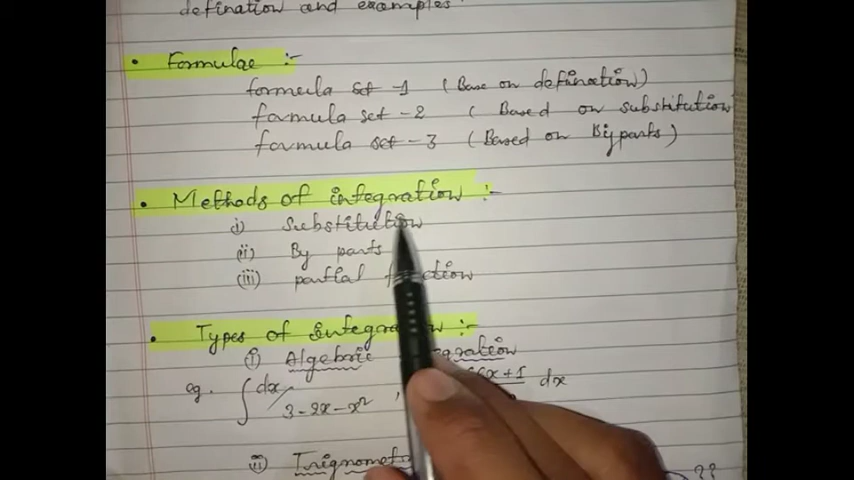 defination and examples
• Formulae :-
formula set - 1 (Base on defination)
formula set - 2 (Based on substitution
formula set - 3 (Based on By parts)
• Methods of integration :-
i) Substitution
(ii) By parts
(iii) partial
• Types of integra :-
(i) Algebric gration
eg. ∫ dx/3-2x-x² , x+1 dx
(ii) Trignomet
??